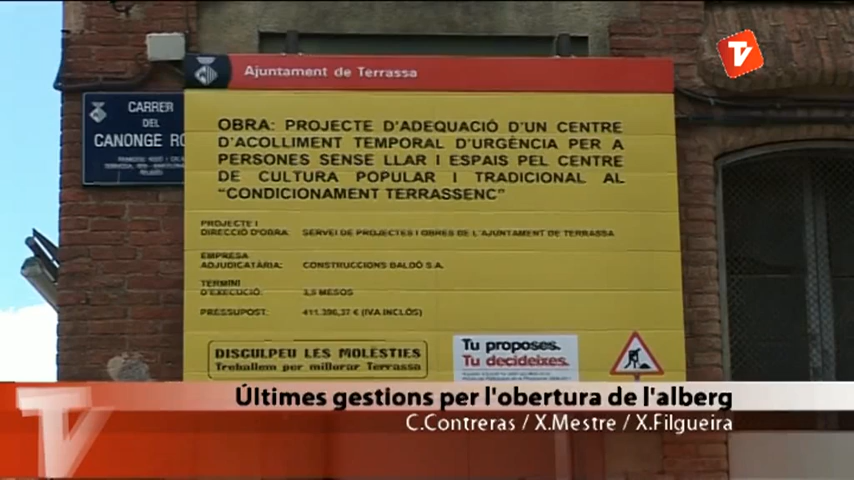 Ajuntament de Terrassa
CARRER
DEL
CANONGE RO
OBRA: PROJECTE D'ADEQUACIÓ D'UN CENTRE
D'ACOLLIMENT TEMPORAL D'URGÈNCIA PER A
PERSONES SENSE LLAR I ESPAIS PEL CENTRE
DE CULTURA POPULAR I TRADICIONAL AL
"CONDICIONAMENT TERRASSENC"
PROJECTE I
DIRECCIÓ D'OBRA: SERVEI DE PROJECTES I OBRES DE L'AJUNTAMENT DE TERRASSA
EMPRESA
ADJUDICATÀRIA: CONSTRUCCIONS BALDÓ S.A.
TERMINI
D'EXECUCIÓ: 3,5 MESOS
PRESSUPOST: 411.396,37 € (IVA INCLÒS)
DISCULPEU LES MOLÈSTIES
Treballem per millorar Terrassa
Tu proposes.
Tu decideixes.
Últimes gestions per l'obertura de l'alberg
C.Contreras / X.Mestre / X.Filgueira